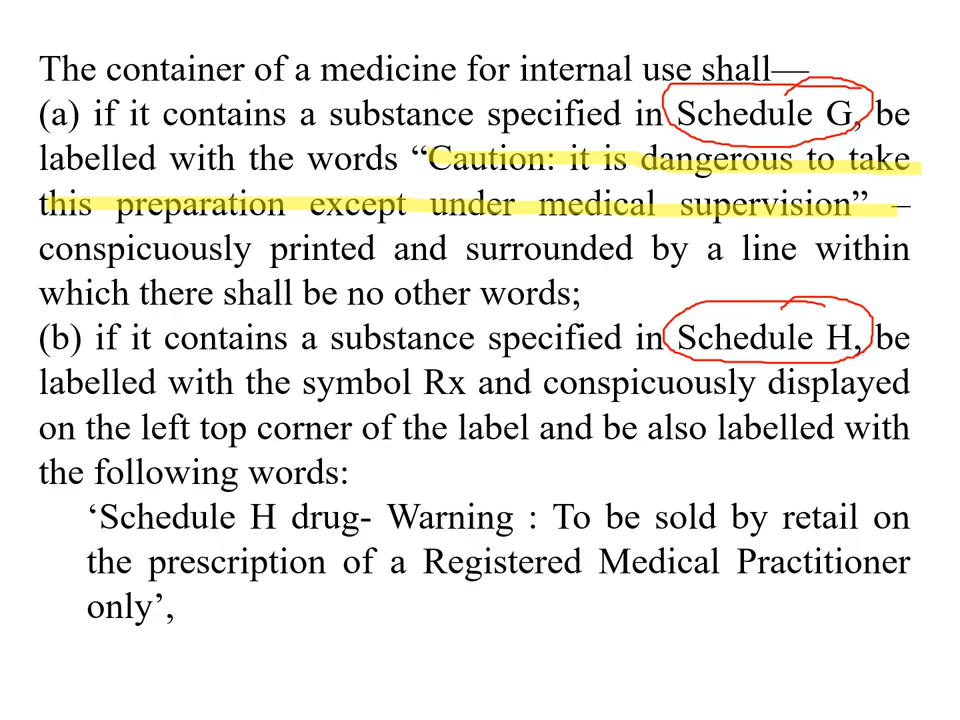 The container of a medicine for internal use shall—
(a) if it contains a substance specified in Schedule G, be
labelled with the words “Caution: it is dangerous to take
this preparation except under medical supervision” –
conspicuously printed and surrounded by a line within
which there shall be no other words;
(b) if it contains a substance specified in Schedule H, be
labelled with the symbol Rx and conspicuously displayed
on the left top corner of the label and be also labelled with
the following words:
‘Schedule H drug- Warning : To be sold by retail on
the prescription of a Registered Medical Practitioner
only’,